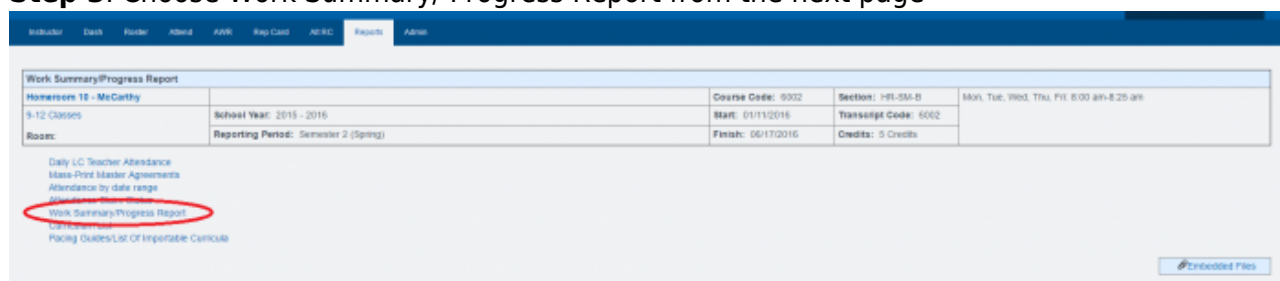 Step 3: Choose Work Summary/ Progress Report from the next page
Instructor Dash Roster Attend AWR Rep Card Alt RC Reports Admin
Work Summary/Progress Report
Homeroom 10 - McCarthy Course Code: 6002 Section: HR-SM-B Mon, Tue, Wed, Thu, Fri: 8:00 am-8:25 am
9-12 Classes School Year: 2015 - 2016 Start: 01/11/2016 Transcript Code: 6002
Room: Reporting Period: Semester 2 (Spring) Finish: 06/17/2016 Credits: 5 Credits
Daily LC Teacher Attendance
Mass-Print Master Agreements
Attendance by date range
Attendance
Work Summary/Progress Report
Pacing Guides/List Of Importable Curricula
Embedded Files